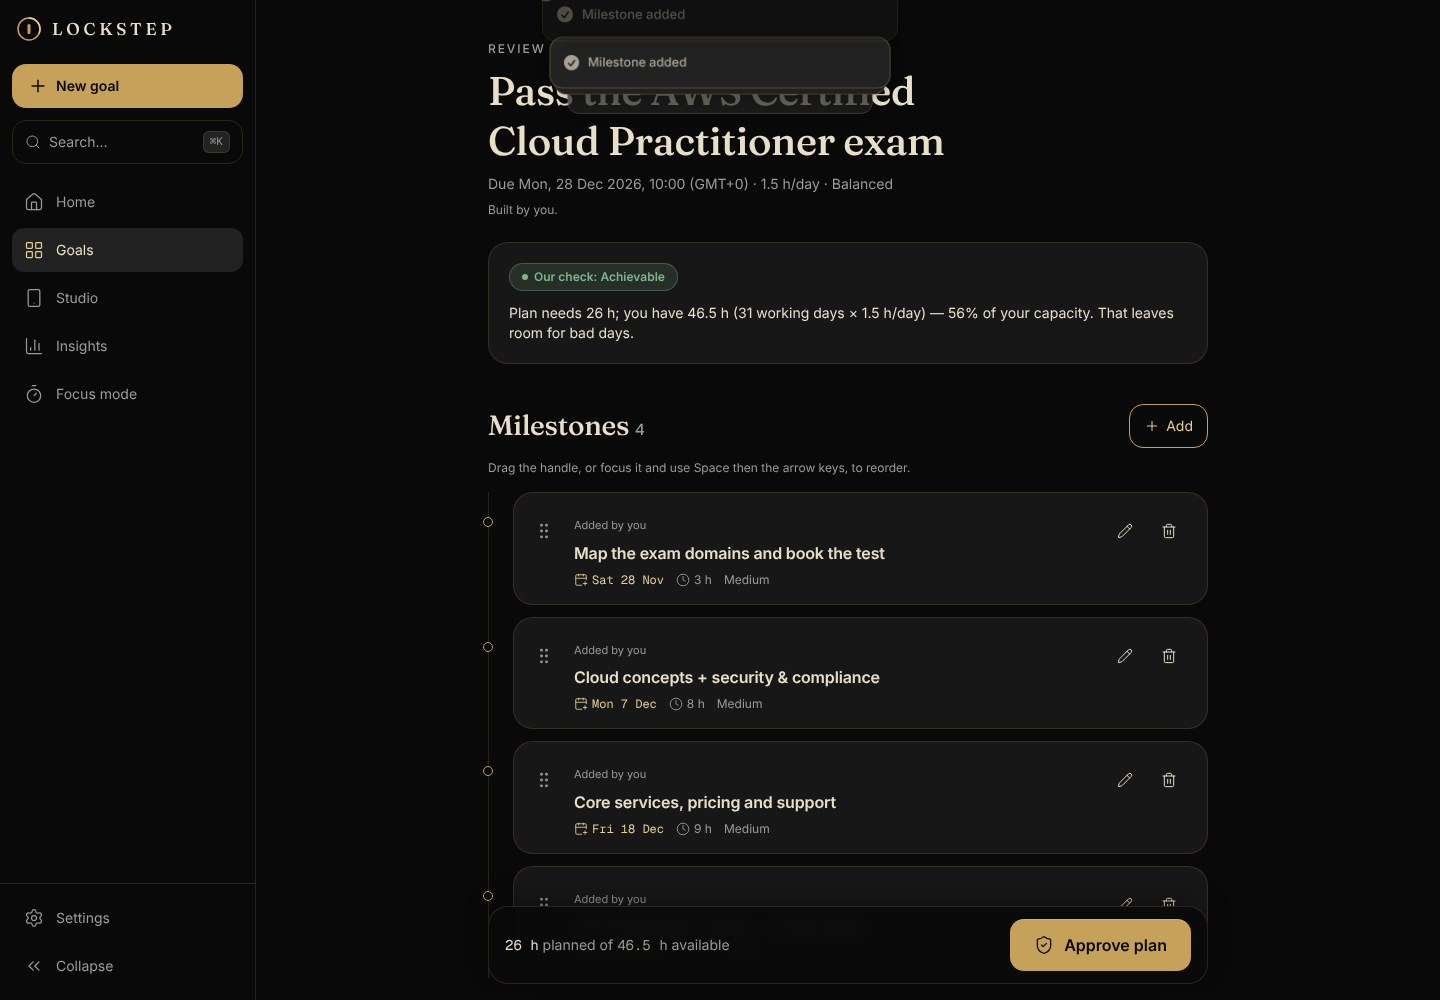 LOCKSTEP
New goal
Search...
⌘K
Home
Goals
Studio
Insights
Focus mode
Settings
Collapse
Milestone added
Milestone added
REVIEW
Pass the AWS Certified
Cloud Practitioner exam
Due Mon, 28 Dec 2026, 10:00 (GMT+0) · 1.5 h/day · Balanced
Built by you.
Our check: Achievable
Plan needs 26 h; you have 46.5 h (31 working days × 1.5 h/day) — 56% of your capacity. That leaves
room for bad days.
Milestones 4
Add
Drag the handle, or focus it and use Space then the arrow keys, to reorder.
Added by you
Map the exam domains and book the test
Sat 28 Nov 3 h Medium
Added by you
Cloud concepts + security & compliance
Mon 7 Dec 8 h Medium
Added by you
Core services, pricing and support
Fri 18 Dec 9 h Medium
Added by you
26 h planned of 46.5 h available
Approve plan